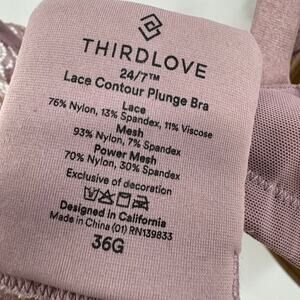 THIRDLOVE
24/7™
Lace Contour Plunge Bra
Lace
76% Nylon, 13% Spandex, 11% Viscose
Mesh
93% Nylon, 7% Spandex
Power Mesh
70% Nylon, 30% Spandex
Exclusive of decoration
Designed in California
Made in China (01) RN139833
36G